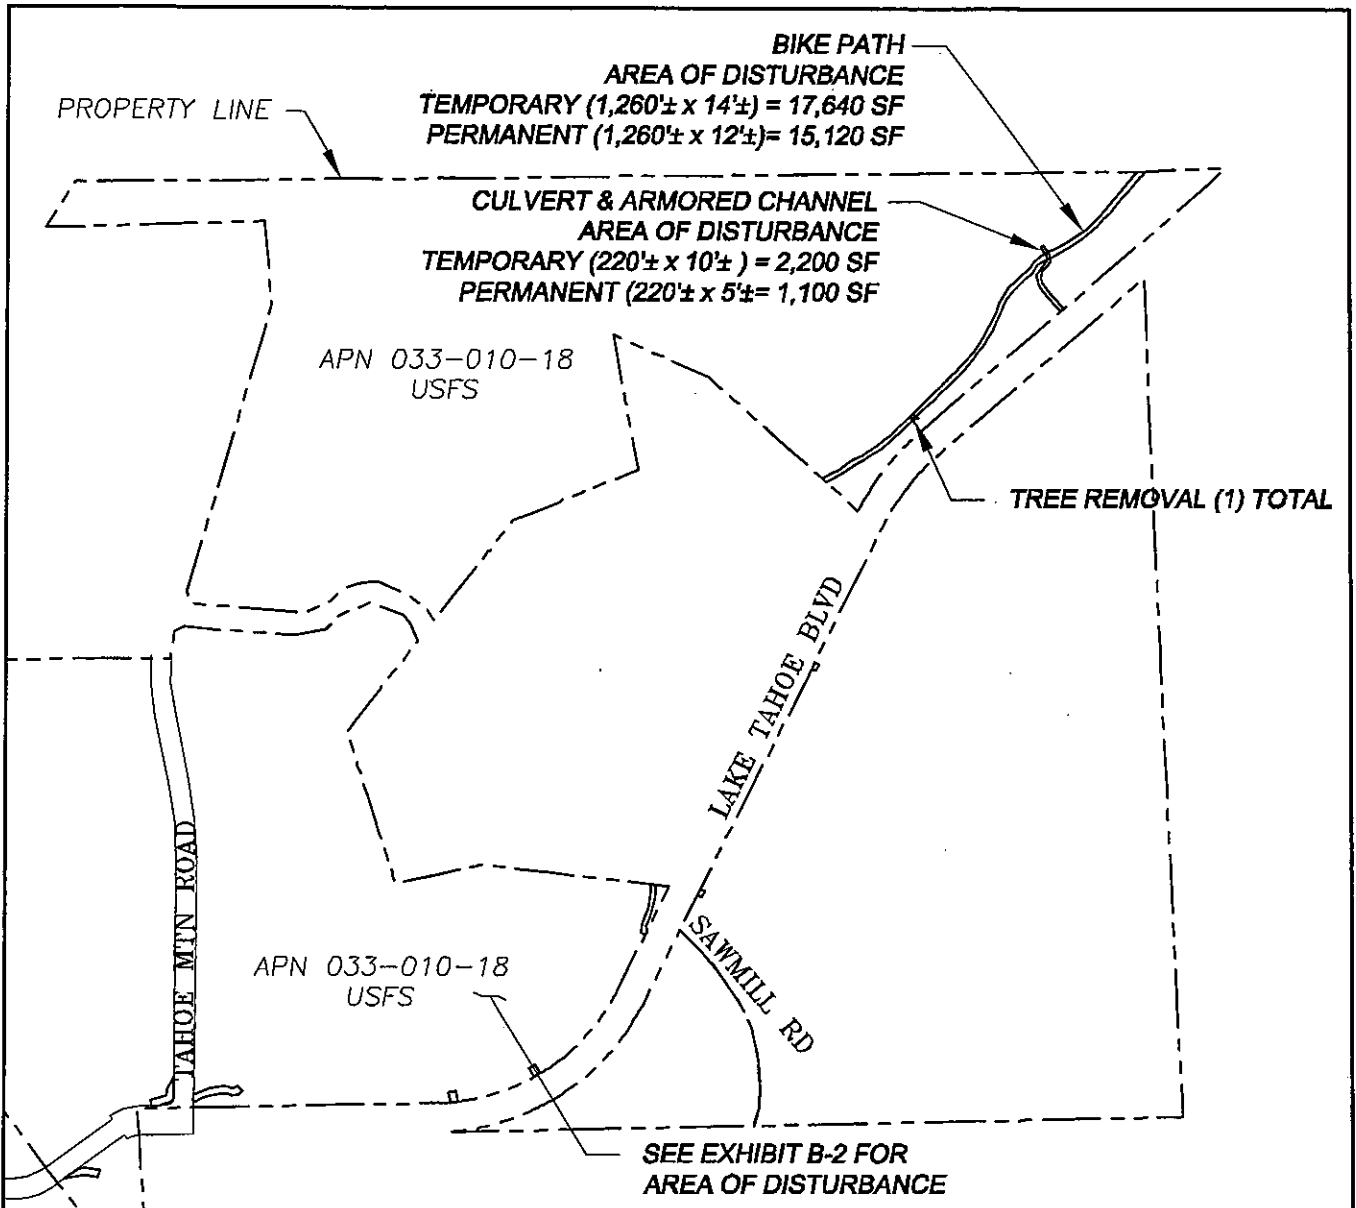 BIKE PATH
AREA OF DISTURBANCE
TEMPORARY (1,260'± x 14'±) = 17,640 SF
PERMANENT (1,260'± x 12'±)= 15,120 SF
PROPERTY LINE
CULVERT & ARMORED CHANNEL
AREA OF DISTURBANCE
TEMPORARY (220'± x 10'± ) = 2,200 SF
PERMANENT (220'± x 5'±= 1,100 SF
APN 033-010-18
USFS
TREE REMOVAL (1) TOTAL
LAKE TAHOE BLVD
TAHOE MTN ROAD
SAWMILL RD
APN 033-010-18
USFS
SEE EXHIBIT B-2 FOR
AREA OF DISTURBANCE